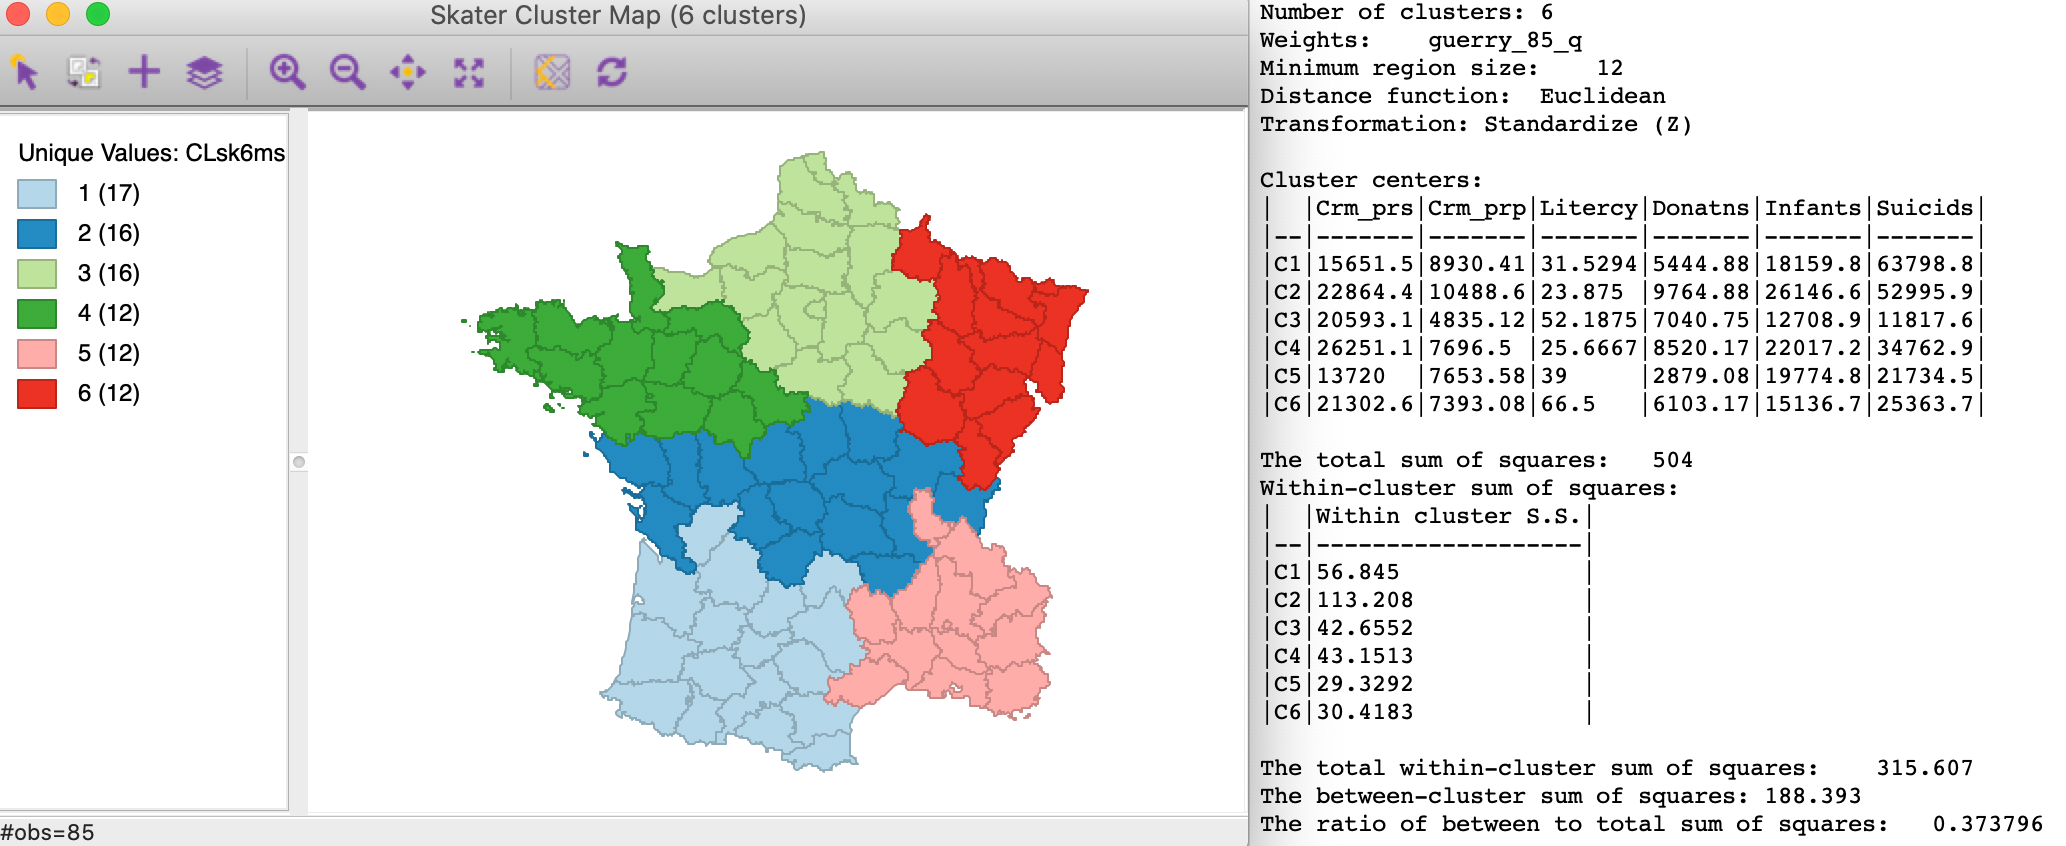 Skater Cluster Map (6 clusters)
Unique Values: CLsk6ms
1 (17)
2 (16)
3 (16)
4 (12)
5 (12)
6 (12)
#obs=85
Number of clusters: 6
Weights: guerry_85_q
Minimum region size: 12
Distance function: Euclidean
Transformation: Standardize (Z)
Cluster centers:
|  |Crm_prs|Crm_prp|Litercy|Donatns|Infants|Suicids|
|--|-------|-------|-------|-------|-------|-------|
|C1|15651.5|8930.41|31.5294|5444.88|18159.8|63798.8|
|C2|22864.4|10488.6|23.875 |9764.88|26146.6|52995.9|
|C3|20593.1|4835.12|52.1875|7040.75|12708.9|11817.6|
|C4|26251.1|7696.5 |25.6667|8520.17|22017.2|34762.9|
|C5|13720  |7653.58|39     |2879.08|19774.8|21734.5|
|C6|21302.6|7393.08|66.5   |6103.17|15136.7|25363.7|
The total sum of squares: 504
Within-cluster sum of squares:
|  |Within cluster S.S.|
|--|-------------------|
|C1|56.845             |
|C2|113.208            |
|C3|42.6552            |
|C4|43.1513            |
|C5|29.3292            |
|C6|30.4183            |
The total within-cluster sum of squares: 315.607
The between-cluster sum of squares: 188.393
The ratio of between to total sum of squares: 0.373796